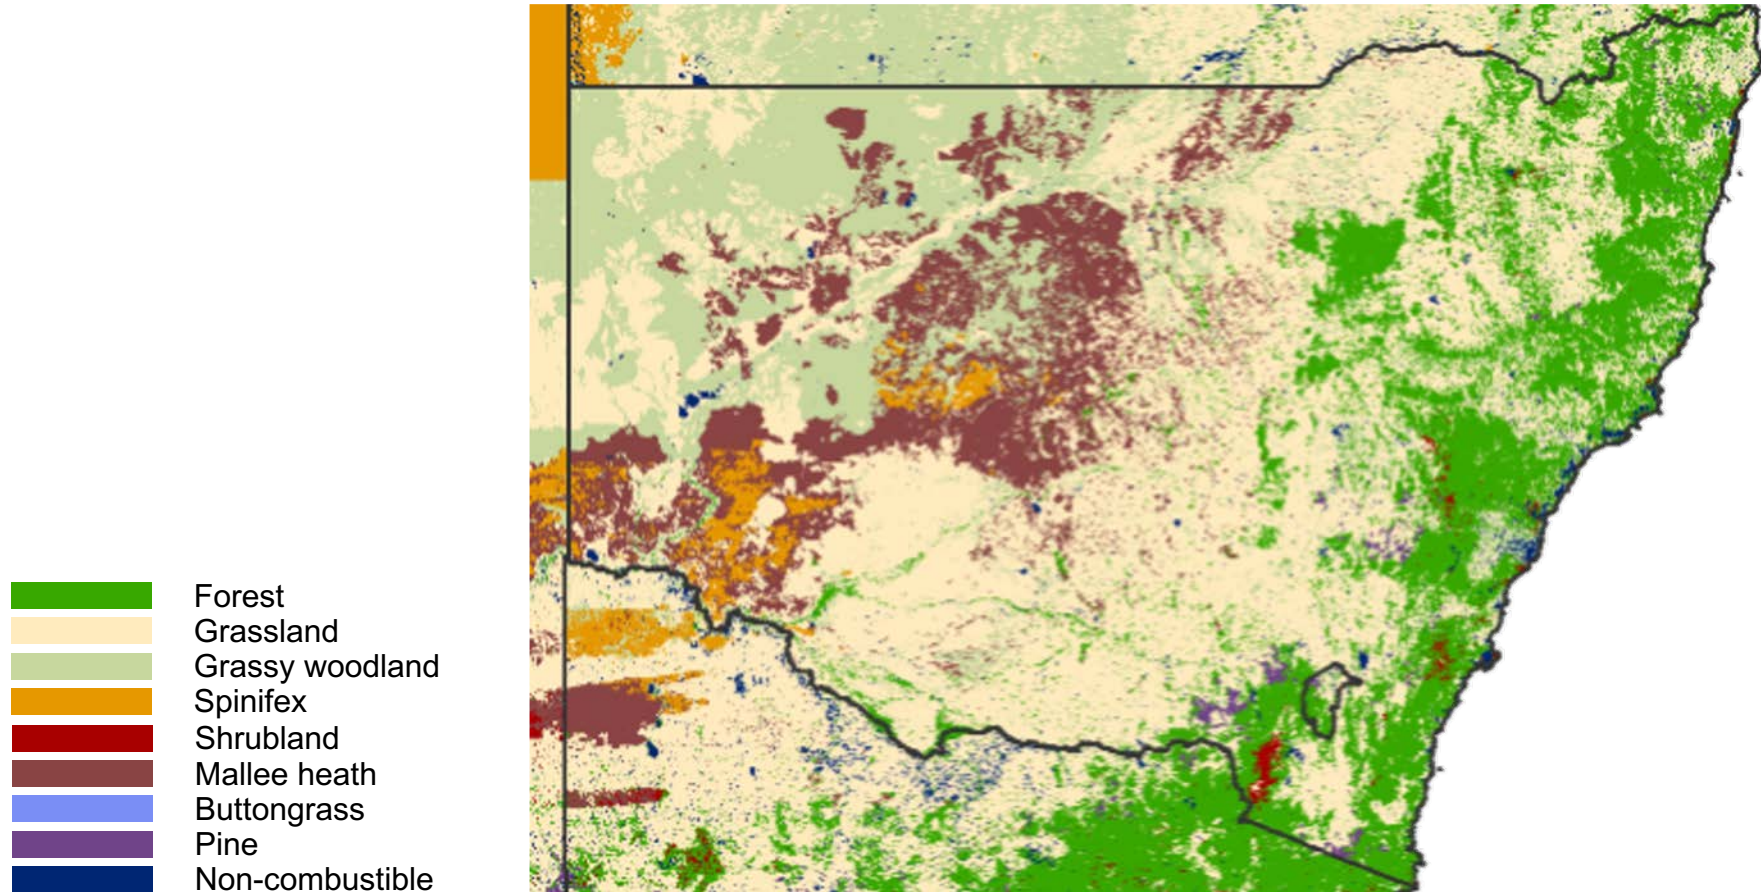 Forest
Grassland
Grassy woodland
Spinifex
Shrubland
Mallee heath
Buttongrass
Pine
Non-combustible